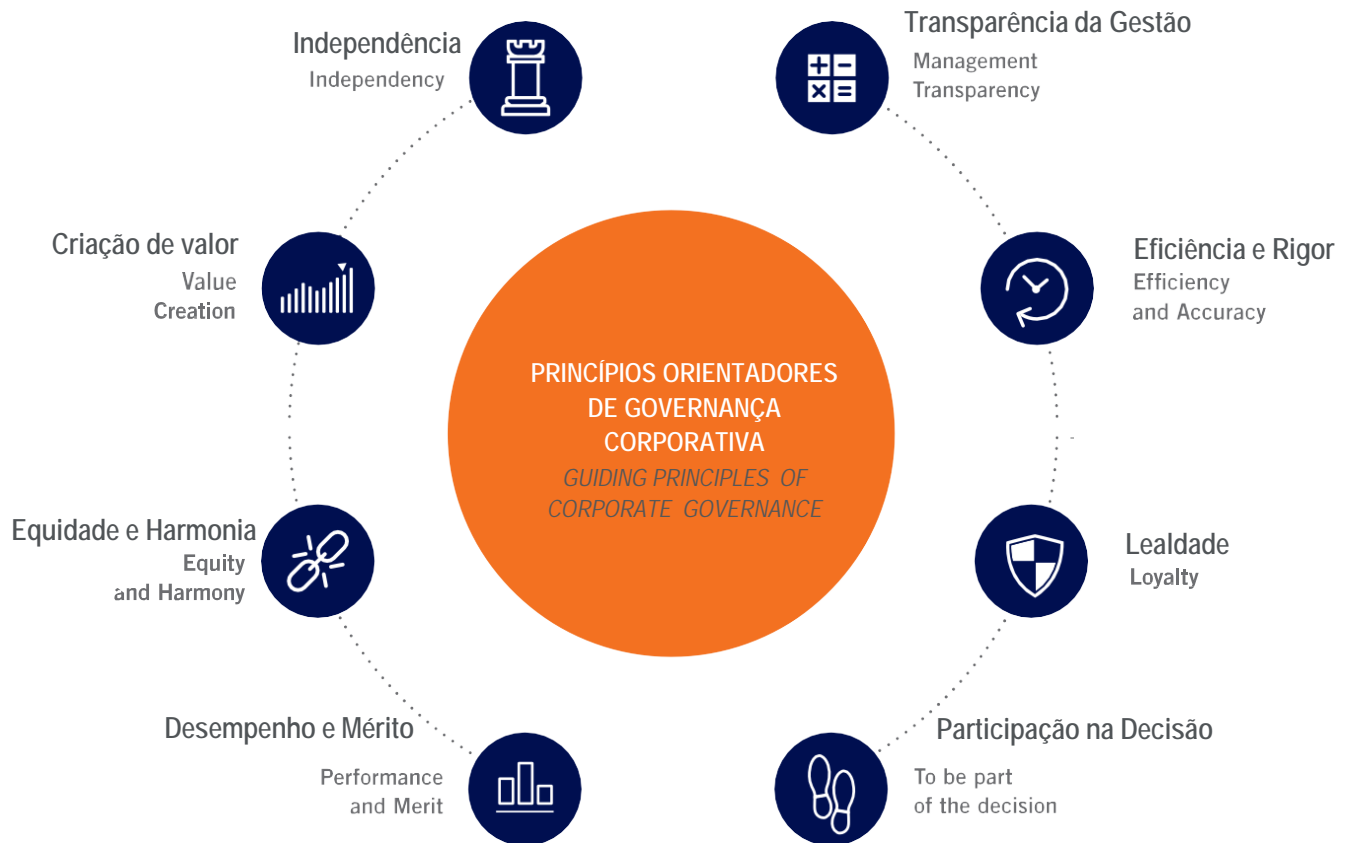 Independência
Independency
Transparência da Gestão
Management
Transparency
Criação de valor
Value
Creation
Eficiência e Rigor
Efficiency
and Accuracy
PRINCÍPIOS ORIENTADORES
DE GOVERNANÇA
CORPORATIVA
GUIDING PRINCIPLES OF
CORPORATE GOVERNANCE
Equidade e Harmonia
Equity
and Harmony
Lealdade
Loyalty
Desempenho e Mérito
Performance
and Merit
Participação na Decisão
To be part
of the decision